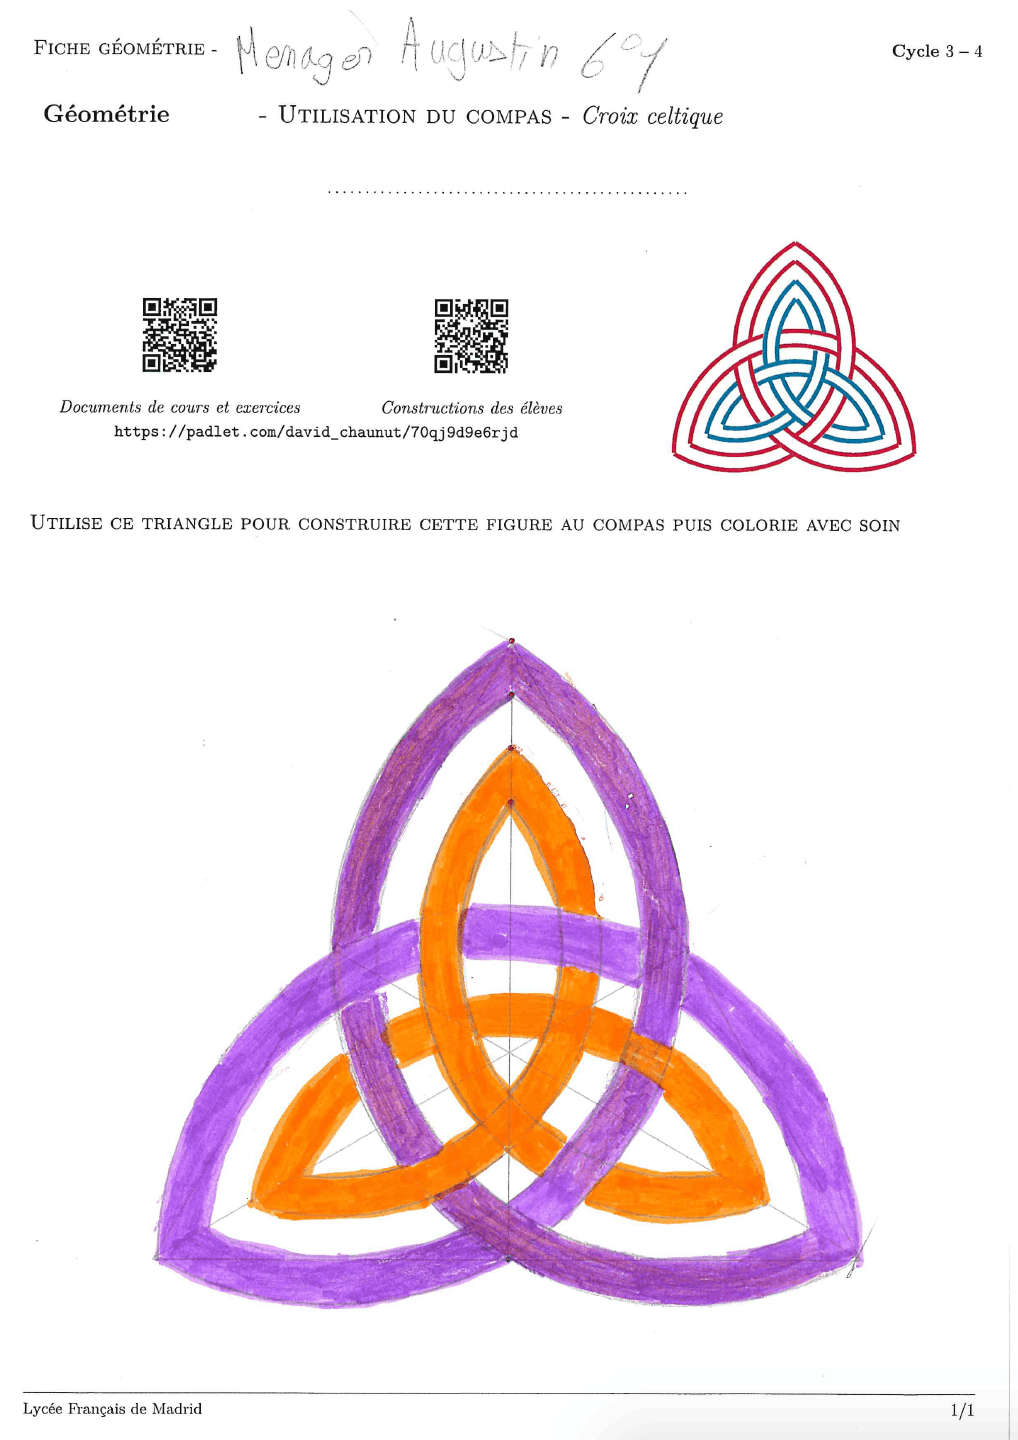 FICHE GÉOMÉTRIE - Menager Augustin 6°4
Cycle 3 – 4
Géométrie - UTILISATION DU COMPAS - Croix celtique
Documents de cours et exercices
Constructions des élèves
https://padlet.com/david_chaunut/70qj9d9e6rjd
UTILISE CE TRIANGLE POUR CONSTRUIRE CETTE FIGURE AU COMPAS PUIS COLORIE AVEC SOIN
Lycée Français de Madrid
1/1